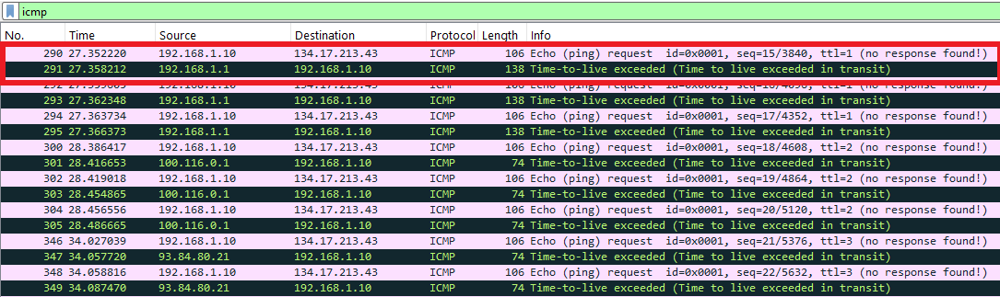 icmp
No. Time Source Destination Protocol Length Info
290 27.352220 192.168.1.10 134.17.213.43 ICMP 106 Echo (ping) request id=0x0001, seq=15/3840, ttl=1 (no response found!)
291 27.358212 192.168.1.1 192.168.1.10 ICMP 138 Time-to-live exceeded (Time to live exceeded in transit)
292 27.359605 192.168.1.10 134.17.213.43 ICMP 106 Echo (ping) request id=0x0001, seq=16/4096, ttl=1 (no response found!)
293 27.362348 192.168.1.1 192.168.1.10 ICMP 138 Time-to-live exceeded (Time to live exceeded in transit)
294 27.363734 192.168.1.10 134.17.213.43 ICMP 106 Echo (ping) request id=0x0001, seq=17/4352, ttl=1 (no response found!)
295 27.366373 192.168.1.1 192.168.1.10 ICMP 138 Time-to-live exceeded (Time to live exceeded in transit)
300 28.386417 192.168.1.10 134.17.213.43 ICMP 106 Echo (ping) request id=0x0001, seq=18/4608, ttl=2 (no response found!)
301 28.416653 100.116.0.1 192.168.1.10 ICMP 74 Time-to-live exceeded (Time to live exceeded in transit)
302 28.419018 192.168.1.10 134.17.213.43 ICMP 106 Echo (ping) request id=0x0001, seq=19/4864, ttl=2 (no response found!)
303 28.454865 100.116.0.1 192.168.1.10 ICMP 74 Time-to-live exceeded (Time to live exceeded in transit)
304 28.456556 192.168.1.10 134.17.213.43 ICMP 106 Echo (ping) request id=0x0001, seq=20/5120, ttl=2 (no response found!)
305 28.486665 100.116.0.1 192.168.1.10 ICMP 74 Time-to-live exceeded (Time to live exceeded in transit)
346 34.027039 192.168.1.10 134.17.213.43 ICMP 106 Echo (ping) request id=0x0001, seq=21/5376, ttl=3 (no response found!)
347 34.057720 93.84.80.21 192.168.1.10 ICMP 74 Time-to-live exceeded (Time to live exceeded in transit)
348 34.058816 192.168.1.10 134.17.213.43 ICMP 106 Echo (ping) request id=0x0001, seq=22/5632, ttl=3 (no response found!)
349 34.087470 93.84.80.21 192.168.1.10 ICMP 74 Time-to-live exceeded (Time to live exceeded in transit)